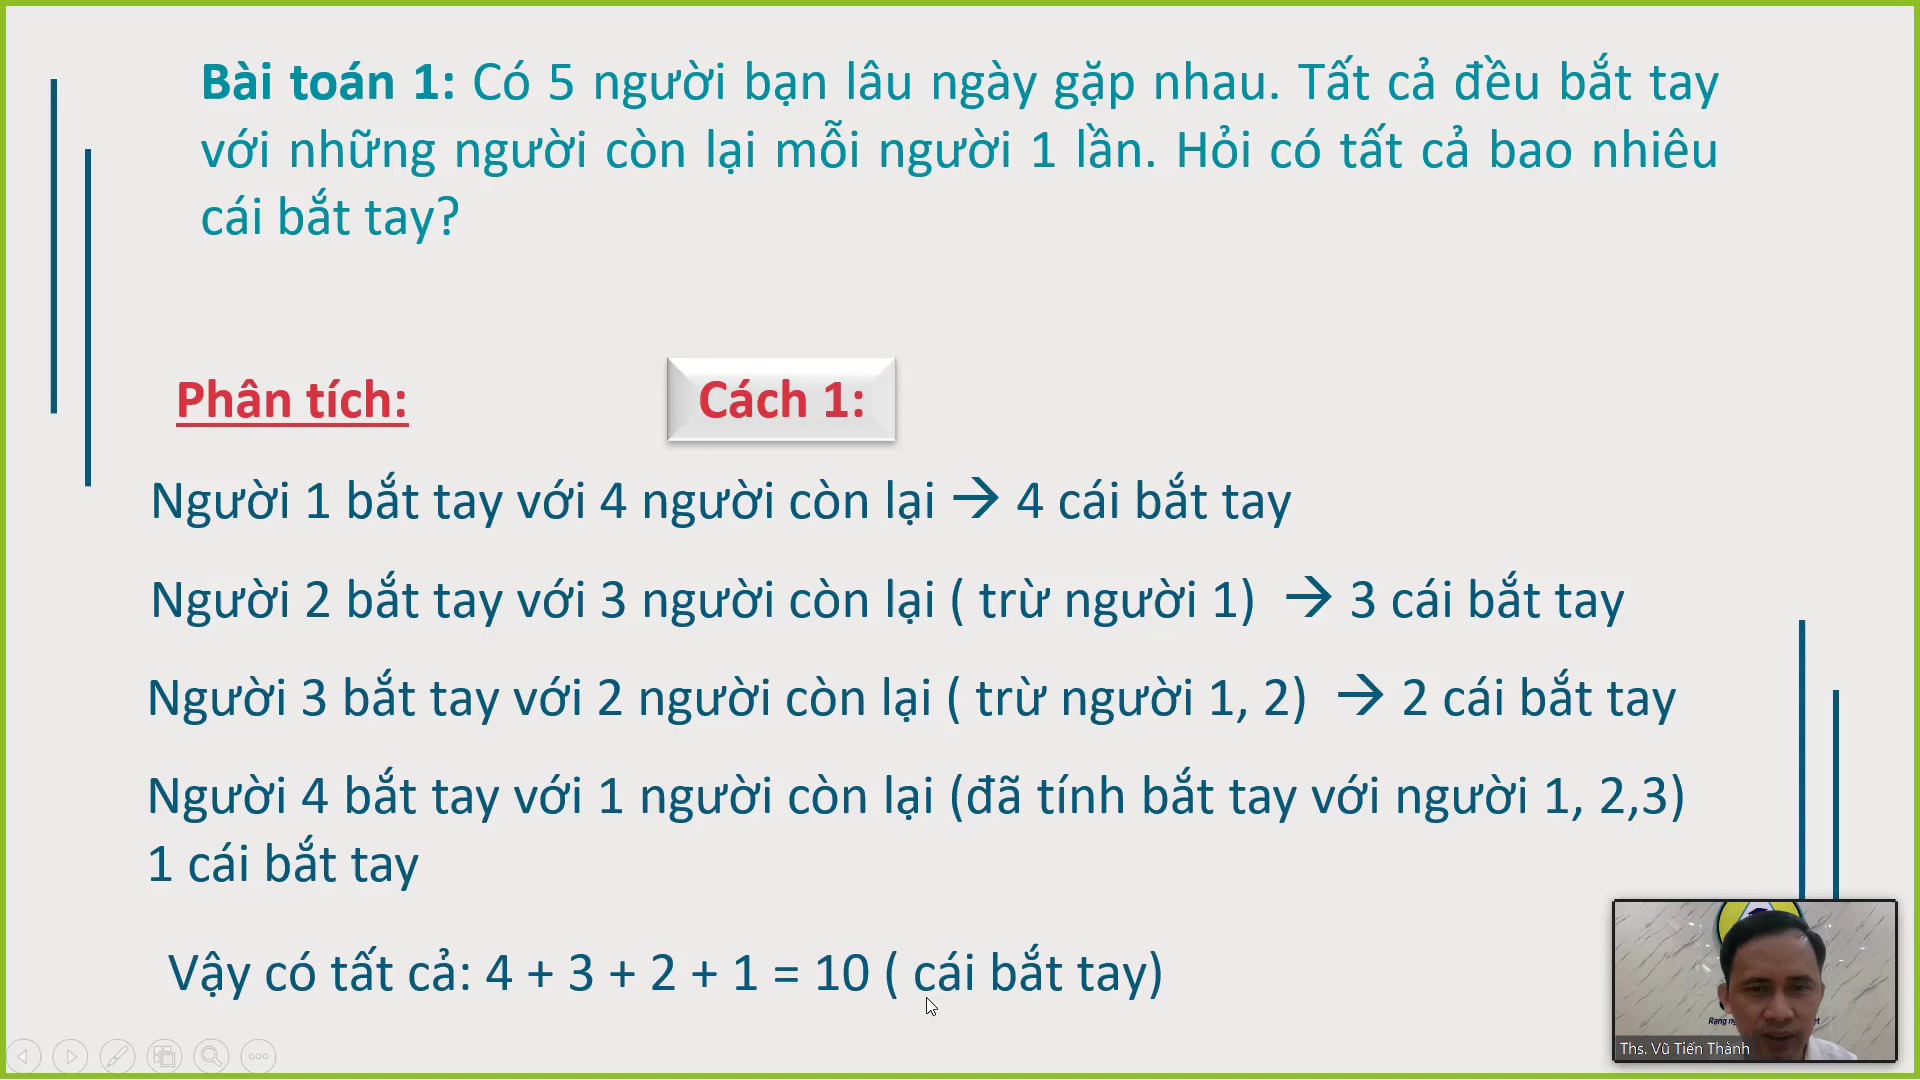 Bài toán 1: Có 5 người bạn lâu ngày gặp nhau. Tất cả đều bắt tay
với những người còn lại mỗi người 1 lần. Hỏi có tất cả bao nhiêu
cái bắt tay?
Phân tích:
Cách 1:
Người 1 bắt tay với 4 người còn lại → 4 cái bắt tay
Người 2 bắt tay với 3 người còn lại ( trừ người 1) → 3 cái bắt tay
Người 3 bắt tay với 2 người còn lại ( trừ người 1, 2) → 2 cái bắt tay
Người 4 bắt tay với 1 người còn lại (đã tính bắt tay với người 1, 2,3)
1 cái bắt tay
Vậy có tất cả: 4 + 3 + 2 + 1 = 10 ( cái bắt tay)
Ths. Vũ Tiến Thành